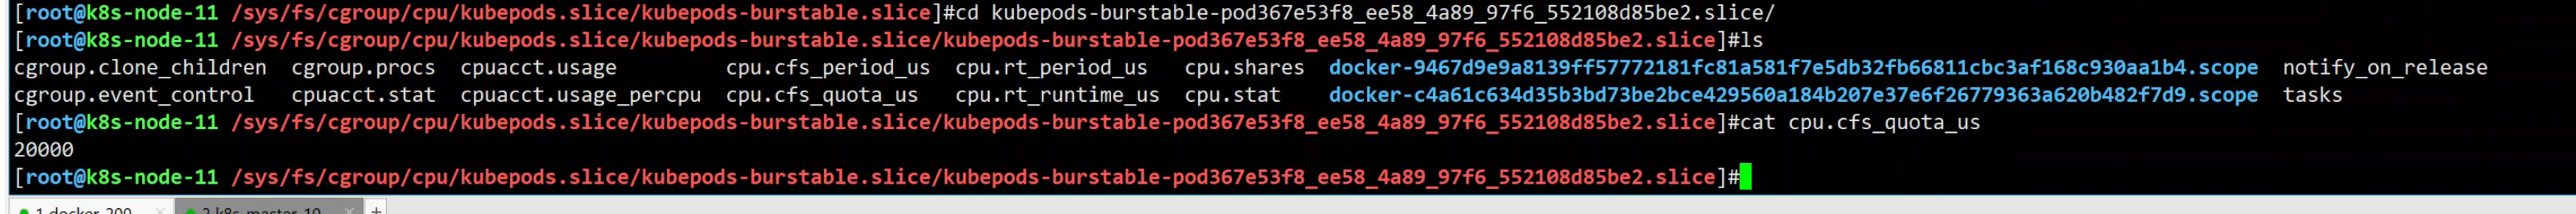 [root@k8s-node-11 /sys/fs/cgroup/cpu/kubepods.slice/kubepods-burstable.slice]#cd kubepods-burstable-pod367e53f8_ee58_4a89_97f6_552108d85be2.slice/
[root@k8s-node-11 /sys/fs/cgroup/cpu/kubepods.slice/kubepods-burstable.slice/kubepods-burstable-pod367e53f8_ee58_4a89_97f6_552108d85be2.slice]#ls
cgroup.clone_children  cgroup.procs  cpuacct.usage         cpu.cfs_period_us  cpu.rt_period_us   cpu.shares  docker-9467d9e9a8139ff57772181fc81a581f7e5db32fb66811cbc3af168c930aa1b4.scope  notify_on_release
cgroup.event_control   cpuacct.stat  cpuacct.usage_percpu  cpu.cfs_quota_us   cpu.rt_runtime_us  cpu.stat    docker-c4a61c634d35b3bd73be2bce429560a184b207e37e6f26779363a620b482f7d9.scope  tasks
[root@k8s-node-11 /sys/fs/cgroup/cpu/kubepods.slice/kubepods-burstable.slice/kubepods-burstable-pod367e53f8_ee58_4a89_97f6_552108d85be2.slice]#cat cpu.cfs_quota_us
20000
[root@k8s-node-11 /sys/fs/cgroup/cpu/kubepods.slice/kubepods-burstable.slice/kubepods-burstable-pod367e53f8_ee58_4a89_97f6_552108d85be2.slice]#
1 docker-200 × 2 k8s-master-10 × +